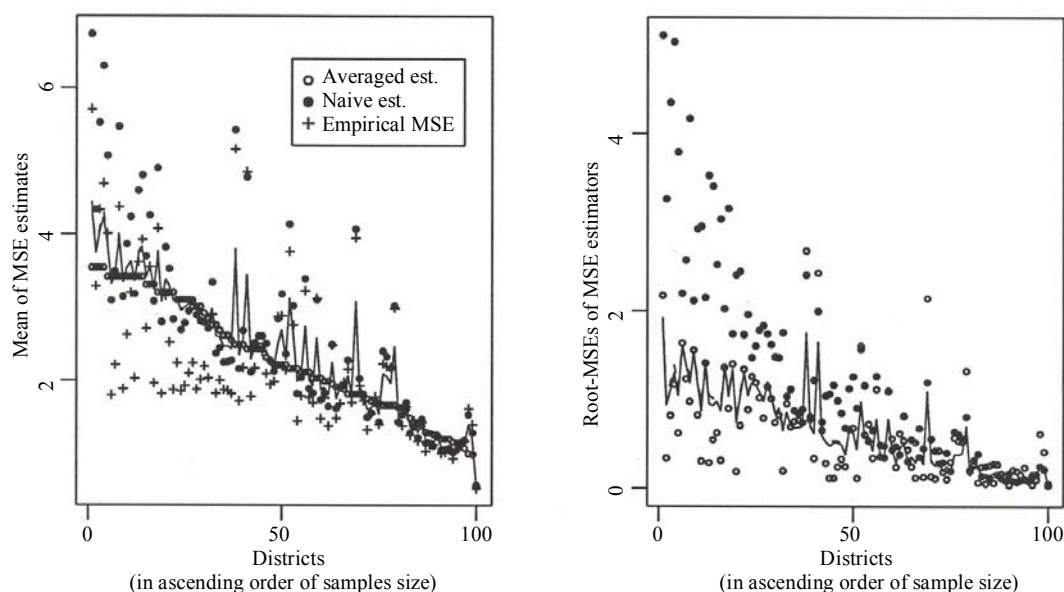 Mean of MSE estimates
6
4
2
Averaged est.
Naive est.
Empirical MSE
0 50 100
Districts
(in ascending order of samples size)
Root-MSEs of MSE estimators
4
2
0
0 50 100
Districts
(in ascending order of sample size)